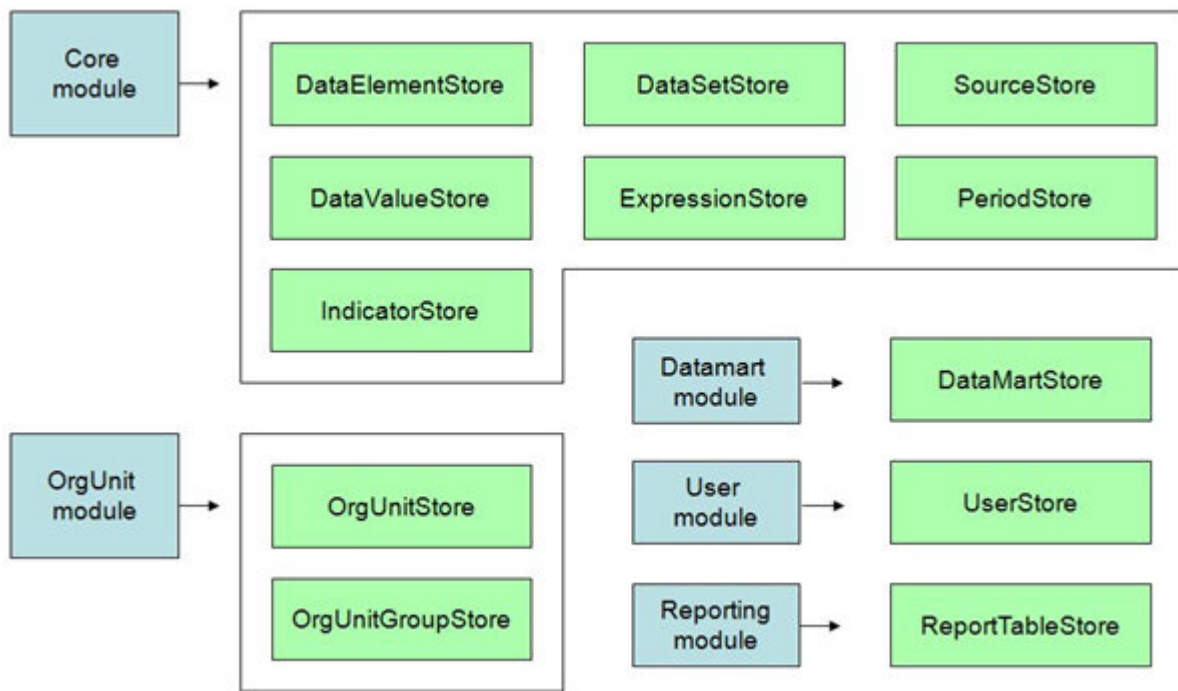 Core
module
DataElementStore
DataSetStore
SourceStore
DataValueStore
ExpressionStore
PeriodStore
IndicatorStore
Datamart
module
DataMartStore
OrgUnit
module
OrgUnitStore
OrgUnitGroupStore
User
module
UserStore
Reporting
module
ReportTableStore